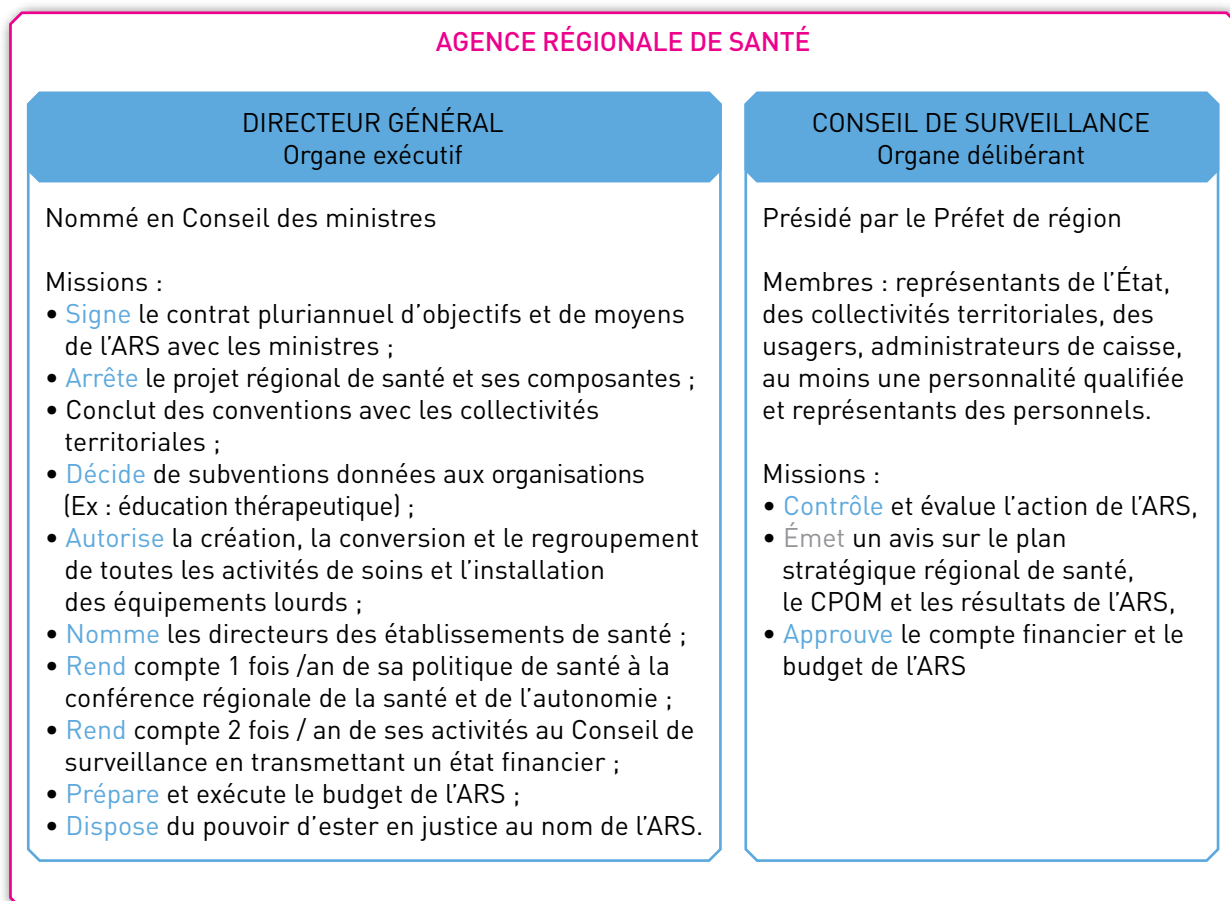 AGENCE RÉGIONALE DE SANTÉ
DIRECTEUR GÉNÉRAL
Organe exécutif
Nommé en Conseil des ministres
Missions :
• Signe le contrat pluriannuel d’objectifs et de moyens
de l’ARS avec les ministres ;
• Arrête le projet régional de santé et ses composantes ;
• Conclut des conventions avec les collectivités
territoriales ;
• Décide de subventions données aux organisations
(Ex : éducation thérapeutique) ;
• Autorise la création, la conversion et le regroupement
de toutes les activités de soins et l’installation
des équipements lourds ;
• Nomme les directeurs des établissements de santé ;
• Rend compte 1 fois /an de sa politique de santé à la
conférence régionale de la santé et de l’autonomie ;
• Rend compte 2 fois / an de ses activités au Conseil de
surveillance en transmettant un état financier ;
• Prépare et exécute le budget de l’ARS ;
• Dispose du pouvoir d’ester en justice au nom de l’ARS.
CONSEIL DE SURVEILLANCE
Organe délibérant
Présidé par le Préfet de région
Membres : représentants de l’État,
des collectivités territoriales, des
usagers, administrateurs de caisse,
au moins une personnalité qualifiée
et représentants des personnels.
Missions :
• Contrôle et évalue l’action de l’ARS,
• Émet un avis sur le plan
stratégique régional de santé,
le CPOM et les résultats de l’ARS,
• Approuve le compte financier et le
budget de l’ARS